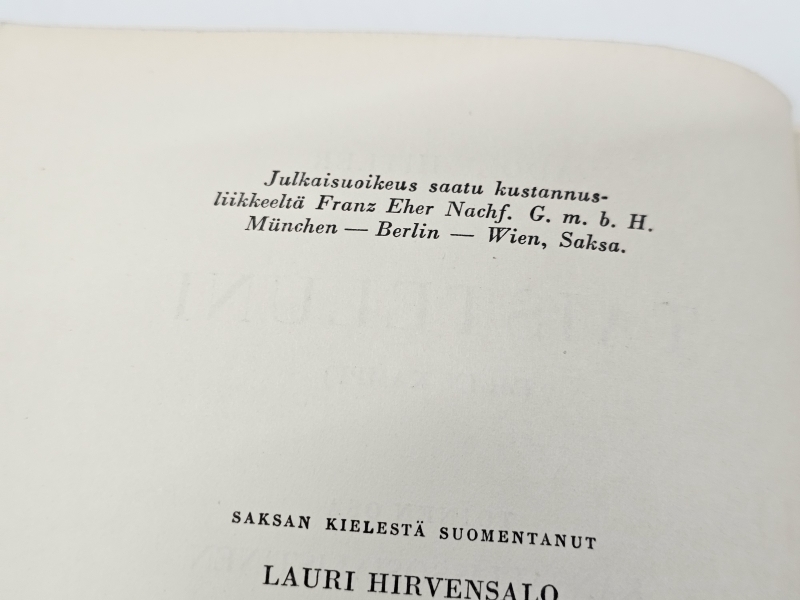 Julkaisuoikeus saatu kustannus-
liikkeeltä Franz Eher Nachf. G. m. b. H.
München — Berlin — Wien, Saksa.
SAKSAN KIELESTÄ SUOMENTANUT
LAURI HIRVENSALO